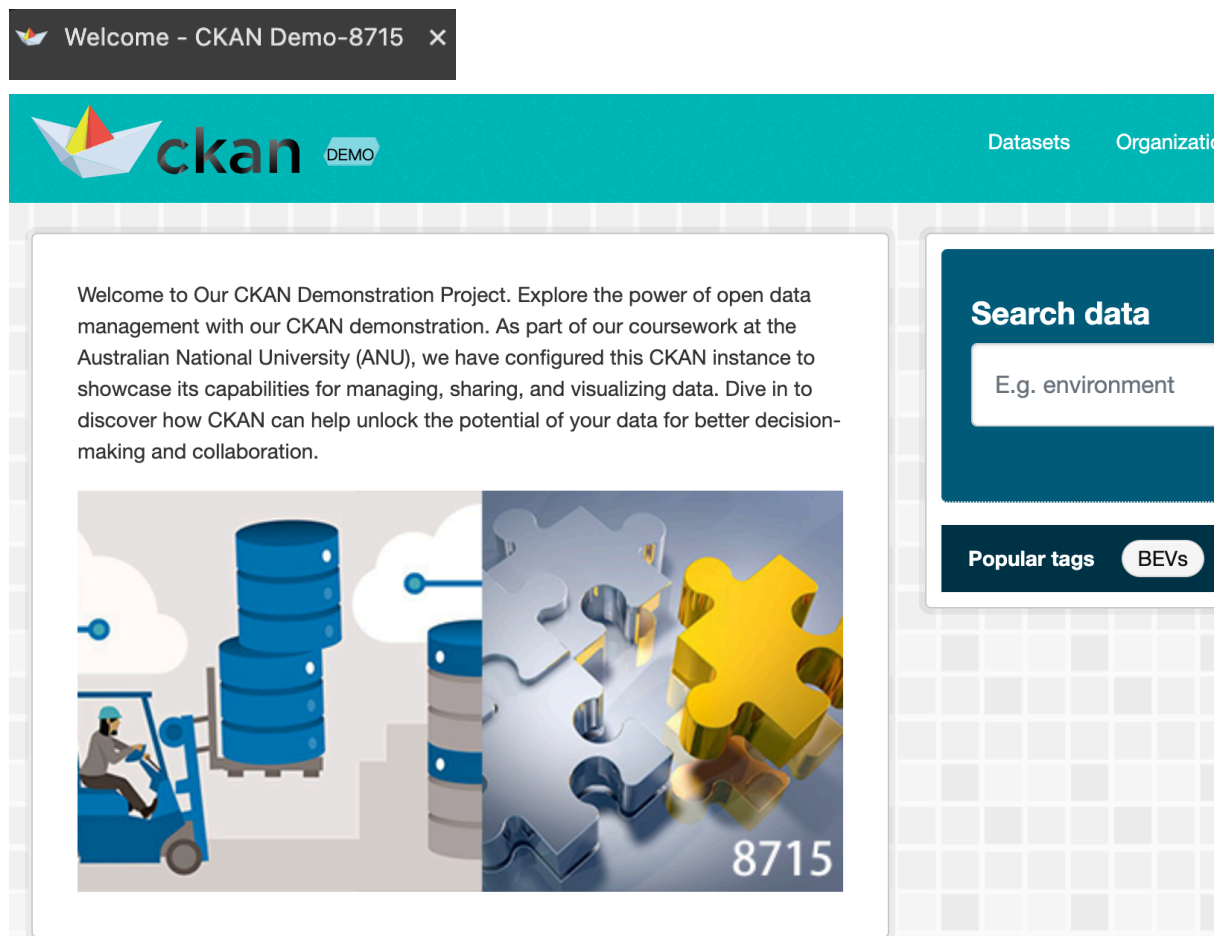 Welcome - CKAN Demo-8715 ×
ckan DEMO
Datasets Organizatio
Welcome to Our CKAN Demonstration Project. Explore the power of open data
management with our CKAN demonstration. As part of our coursework at the
Australian National University (ANU), we have configured this CKAN instance to
showcase its capabilities for managing, sharing, and visualizing data. Dive in to
discover how CKAN can help unlock the potential of your data for better decision-
making and collaboration.
8715
Search data
E.g. environment
Popular tags BEVs